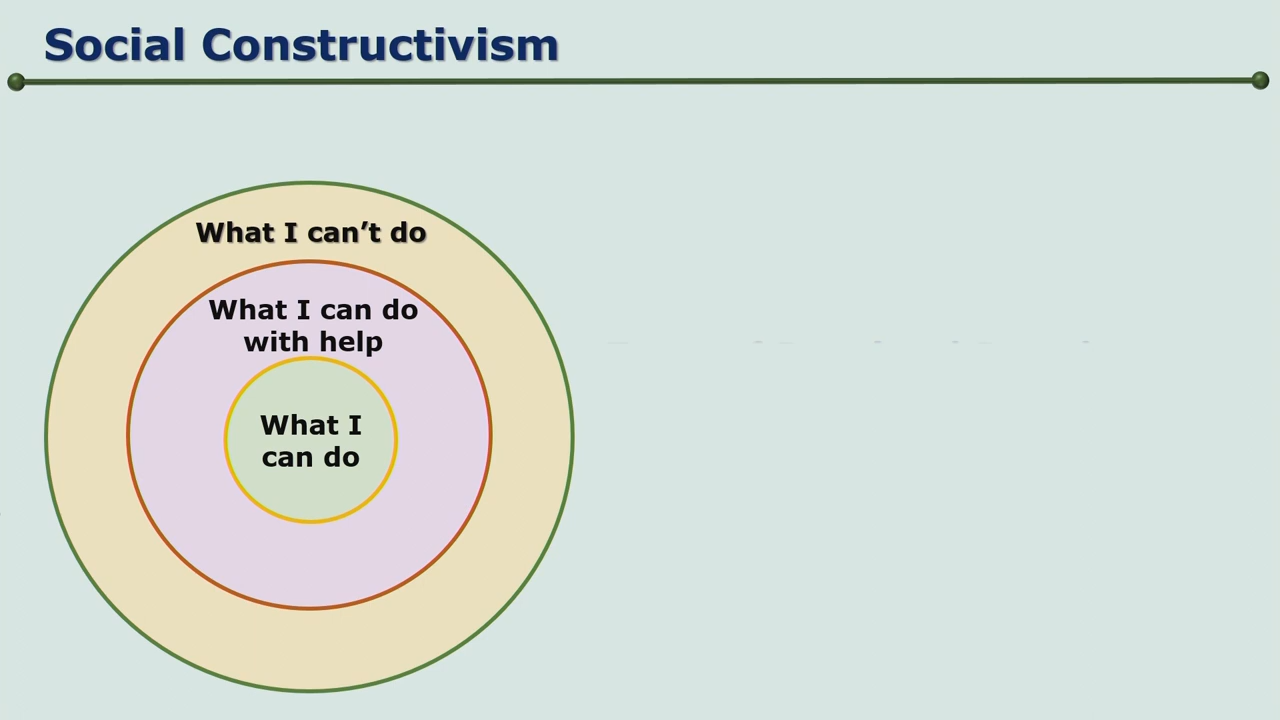 Social Constructivism
What I can’t do
What I can do
with help
What I
can do